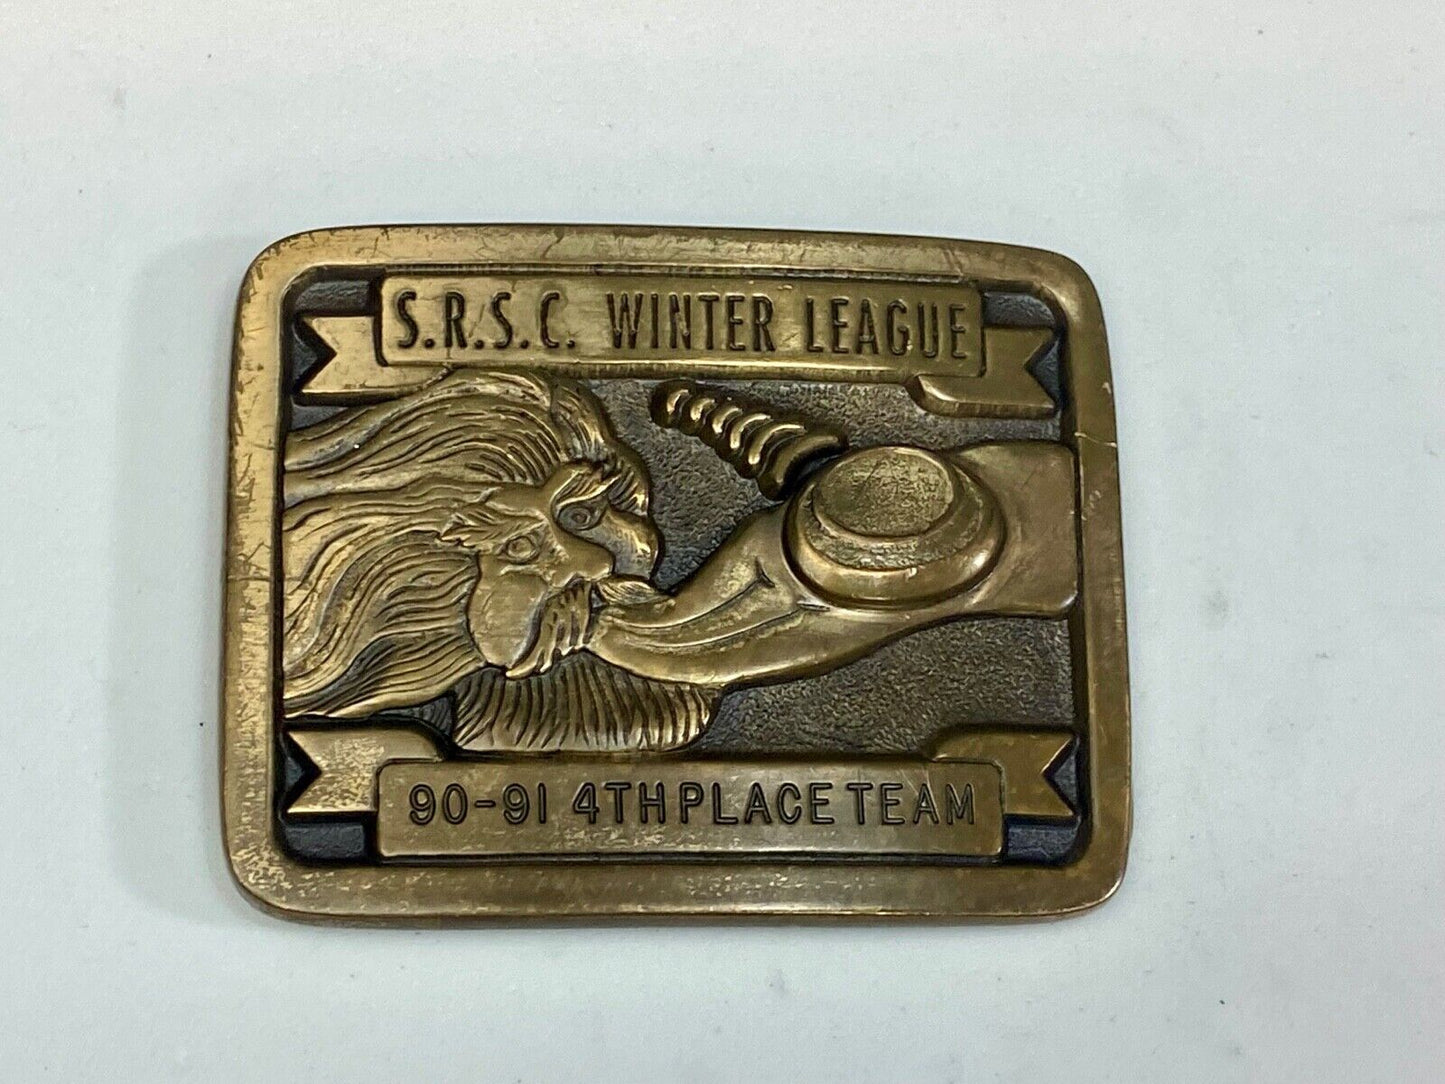 S.R.S.C. WINTER LEAGUE
90-91 4TH PLACE TEAM